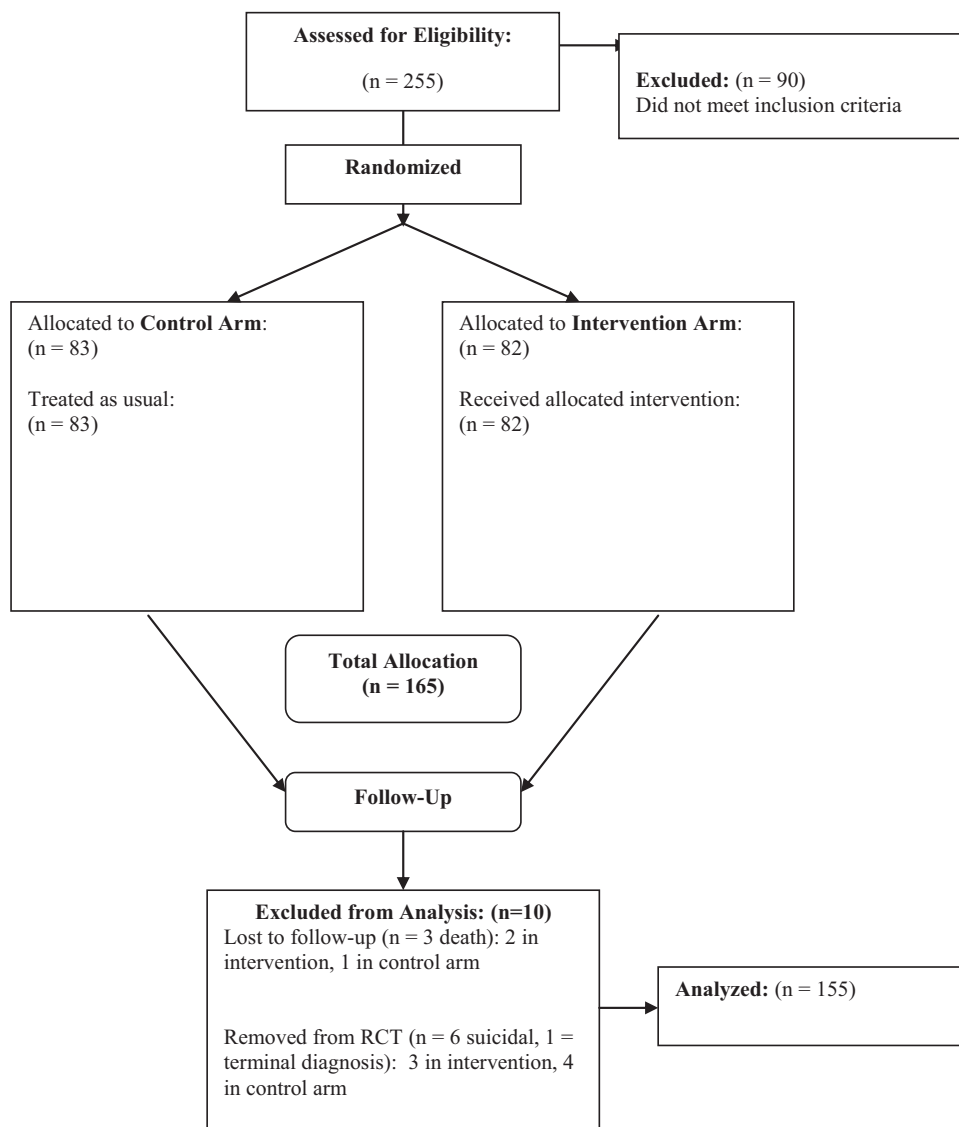 Assessed for Eligibility:
(n = 255)
Excluded: (n = 90)
Did not meet inclusion criteria
Randomized
Allocated to Control Arm:
(n = 83)
Treated as usual:
(n = 83)
Allocated to Intervention Arm:
(n = 82)
Received allocated intervention:
(n = 82)
Total Allocation
(n = 165)
Follow-Up
Excluded from Analysis: (n=10)
Lost to follow-up (n = 3 death): 2 in
intervention, 1 in control arm
Removed from RCT (n = 6 suicidal, 1 =
terminal diagnosis): 3 in intervention, 4
in control arm
Analyzed: (n = 155)